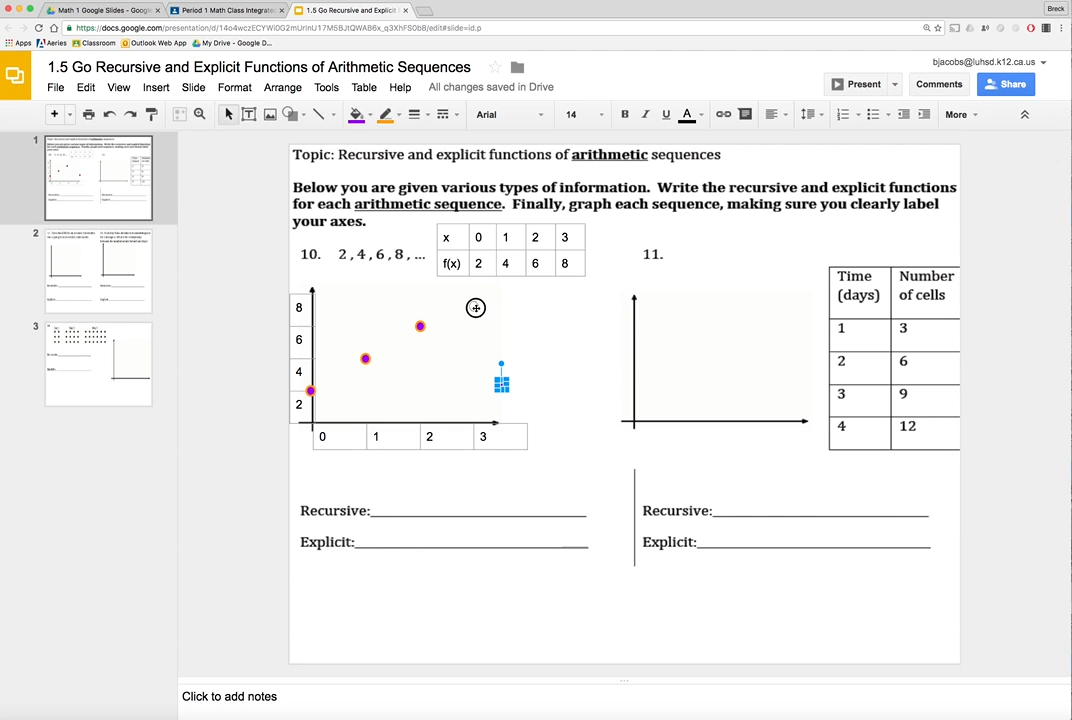 Math 1 Google Slides - Google
Period 1 Math Class Integrate
1.5 Go Recursive and Explicit
Breck
https://docs.google.com/presentation/d/14o4wczECYWi0G2mUrInU17M5BJtQWAB6x_q3XhFS0b8/edit#slide=id.p
Apps
Aeries
Classroom
Outlook Web App
My Drive - Google D...
1.5 Go Recursive and Explicit Functions of Arithmetic Sequences
bjacobs@luhsd.k12.ca.us
File Edit View Insert Slide Format Arrange Tools Table Help All changes saved in Drive
Present
Comments
Share
Arial
14
B I U A
More
1
2
3
Topic: Recursive and explicit functions of arithmetic sequences
Below you are given various types of information. Write the recursive and explicit functions
for each arithmetic sequence. Finally, graph each sequence, making sure you clearly label
your axes.
10. 2 , 4 , 6 , 8 , ...
x 0 1 2 3
f(x) 2 4 6 8
8
6
4
2
0 1 2 3
11.
Time (days) Number of cells
1 3
2 6
3 9
4 12
Recursive:
Explicit:
Recursive:
Explicit:
Click to add notes